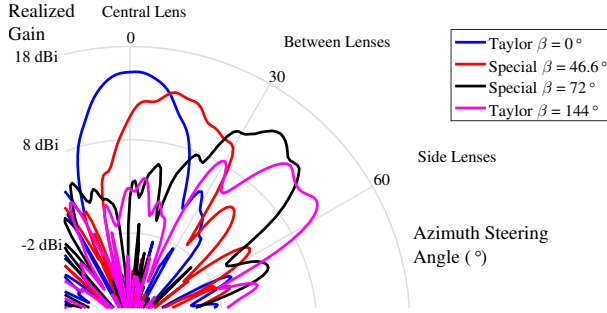 Realized
Gain
Central Lens
0
18 dBi
Between Lenses
30
Taylor β = 0°
Special β = 46.6°
Special β = 72°
Taylor β = 144°
8 dBi
Side Lenses
60
-2 dBi
Azimuth Steering
Angle (°)